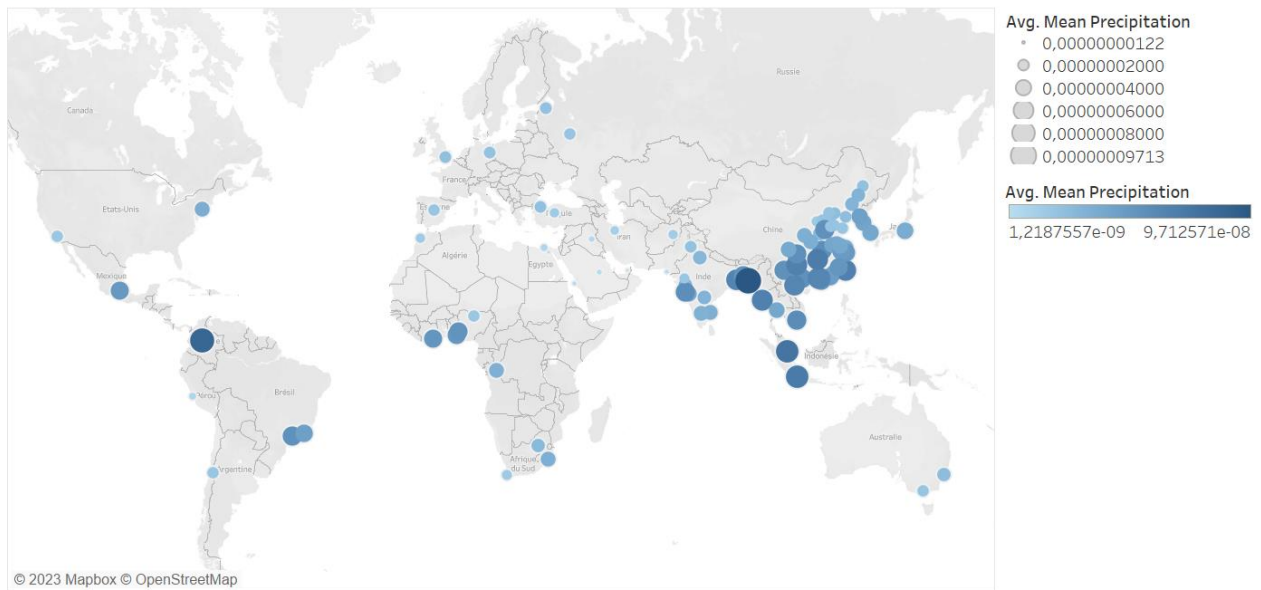 Avg. Mean Precipitation
0,00000000122
0,00000002000
0,00000004000
0,00000006000
0,00000008000
0,00000009713
Avg. Mean Precipitation
1,2187557e-09 9,712571e-08
Russie
Canada
France
Etats-Unis
Chine
Iran
Algérie
Egypte
Mexique
Inde
Indonésie
Brésil
Pérou
Australie
Argentine
Afrique
du Sud
© 2023 Mapbox © OpenStreetMap